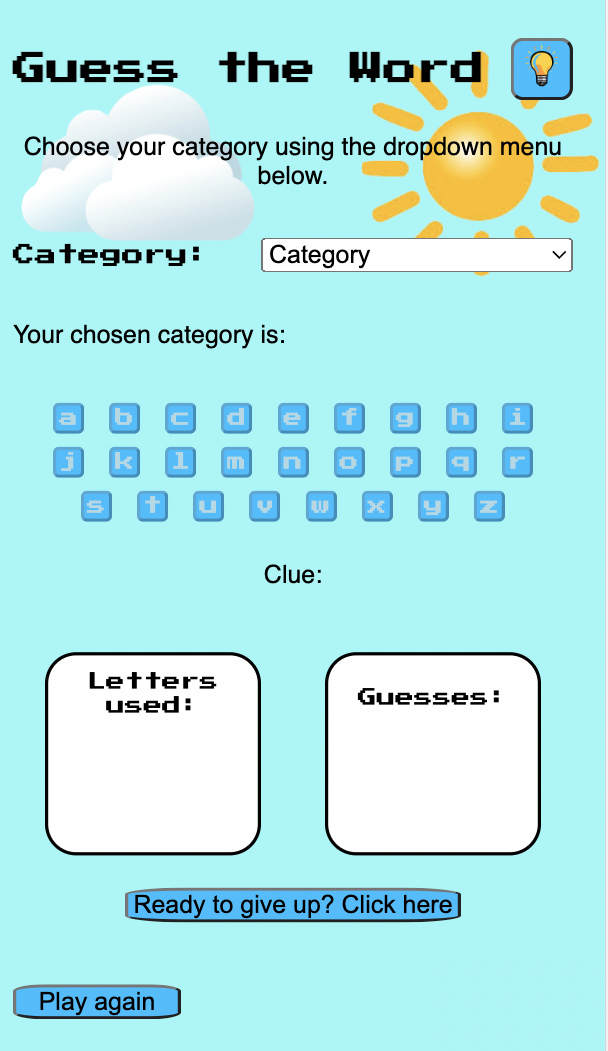 Guess the Word
Choose your category using the dropdown menu
below.
Category: Category
Your chosen category is:
a b c d e f g h i
j k l m n o p q r
s t u v w x y z
Clue:
Letters
used:
Guesses:
Ready to give up? Click here
Play again